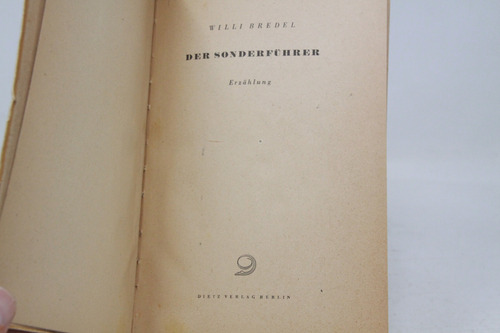 WILLI BREDEL
DER SONDERFÜHRER
Erzählung
DIETZ VERLAG BERLIN